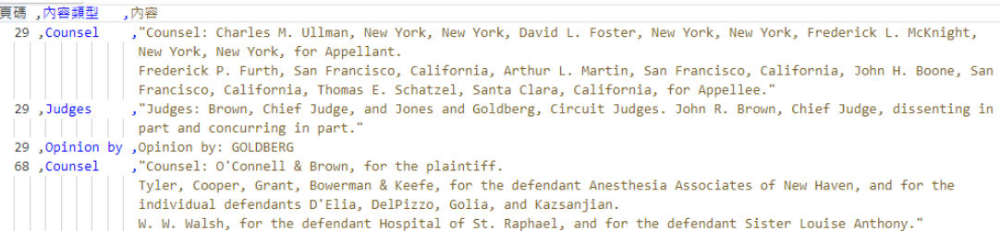 頁碼 ,內容類型 ,內容
29 ,Counsel ,"Counsel: Charles M. Ullman, New York, New York, David L. Foster, New York, New York, Frederick L. McKnight,
New York, New York, for Appellant.
Frederick P. Furth, San Francisco, California, Arthur L. Martin, San Francisco, California, John H. Boone, San
Francisco, California, Thomas E. Schatzel, Santa Clara, California, for Appellee."
29 ,Judges ,"Judges: Brown, Chief Judge, and Jones and Goldberg, Circuit Judges. John R. Brown, Chief Judge, dissenting in
part and concurring in part."
29 ,Opinion by ,Opinion by: GOLDBERG
68 ,Counsel ,"Counsel: O'Connell & Brown, for the plaintiff.
Tyler, Cooper, Grant, Bowerman & Keefe, for the defendant Anesthesia Associates of New Haven, and for the
individual defendants D'Elia, DelPizzo, Golia, and Kazsanjian.
W. W. Walsh, for the defendant Hospital of St. Raphael, and for the defendant Sister Louise Anthony."